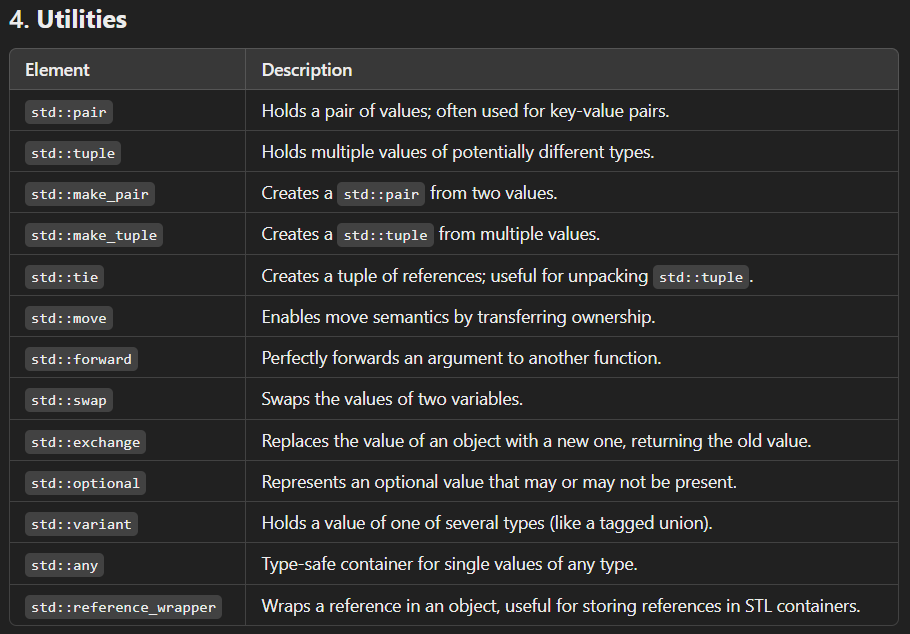 4. Utilities
Element Description
std::pair Holds a pair of values; often used for key-value pairs.
std::tuple Holds multiple values of potentially different types.
std::make_pair Creates a std::pair from two values.
std::make_tuple Creates a std::tuple from multiple values.
std::tie Creates a tuple of references; useful for unpacking std::tuple.
std::move Enables move semantics by transferring ownership.
std::forward Perfectly forwards an argument to another function.
std::swap Swaps the values of two variables.
std::exchange Replaces the value of an object with a new one, returning the old value.
std::optional Represents an optional value that may or may not be present.
std::variant Holds a value of one of several types (like a tagged union).
std::any Type-safe container for single values of any type.
std::reference_wrapper Wraps a reference in an object, useful for storing references in STL containers.